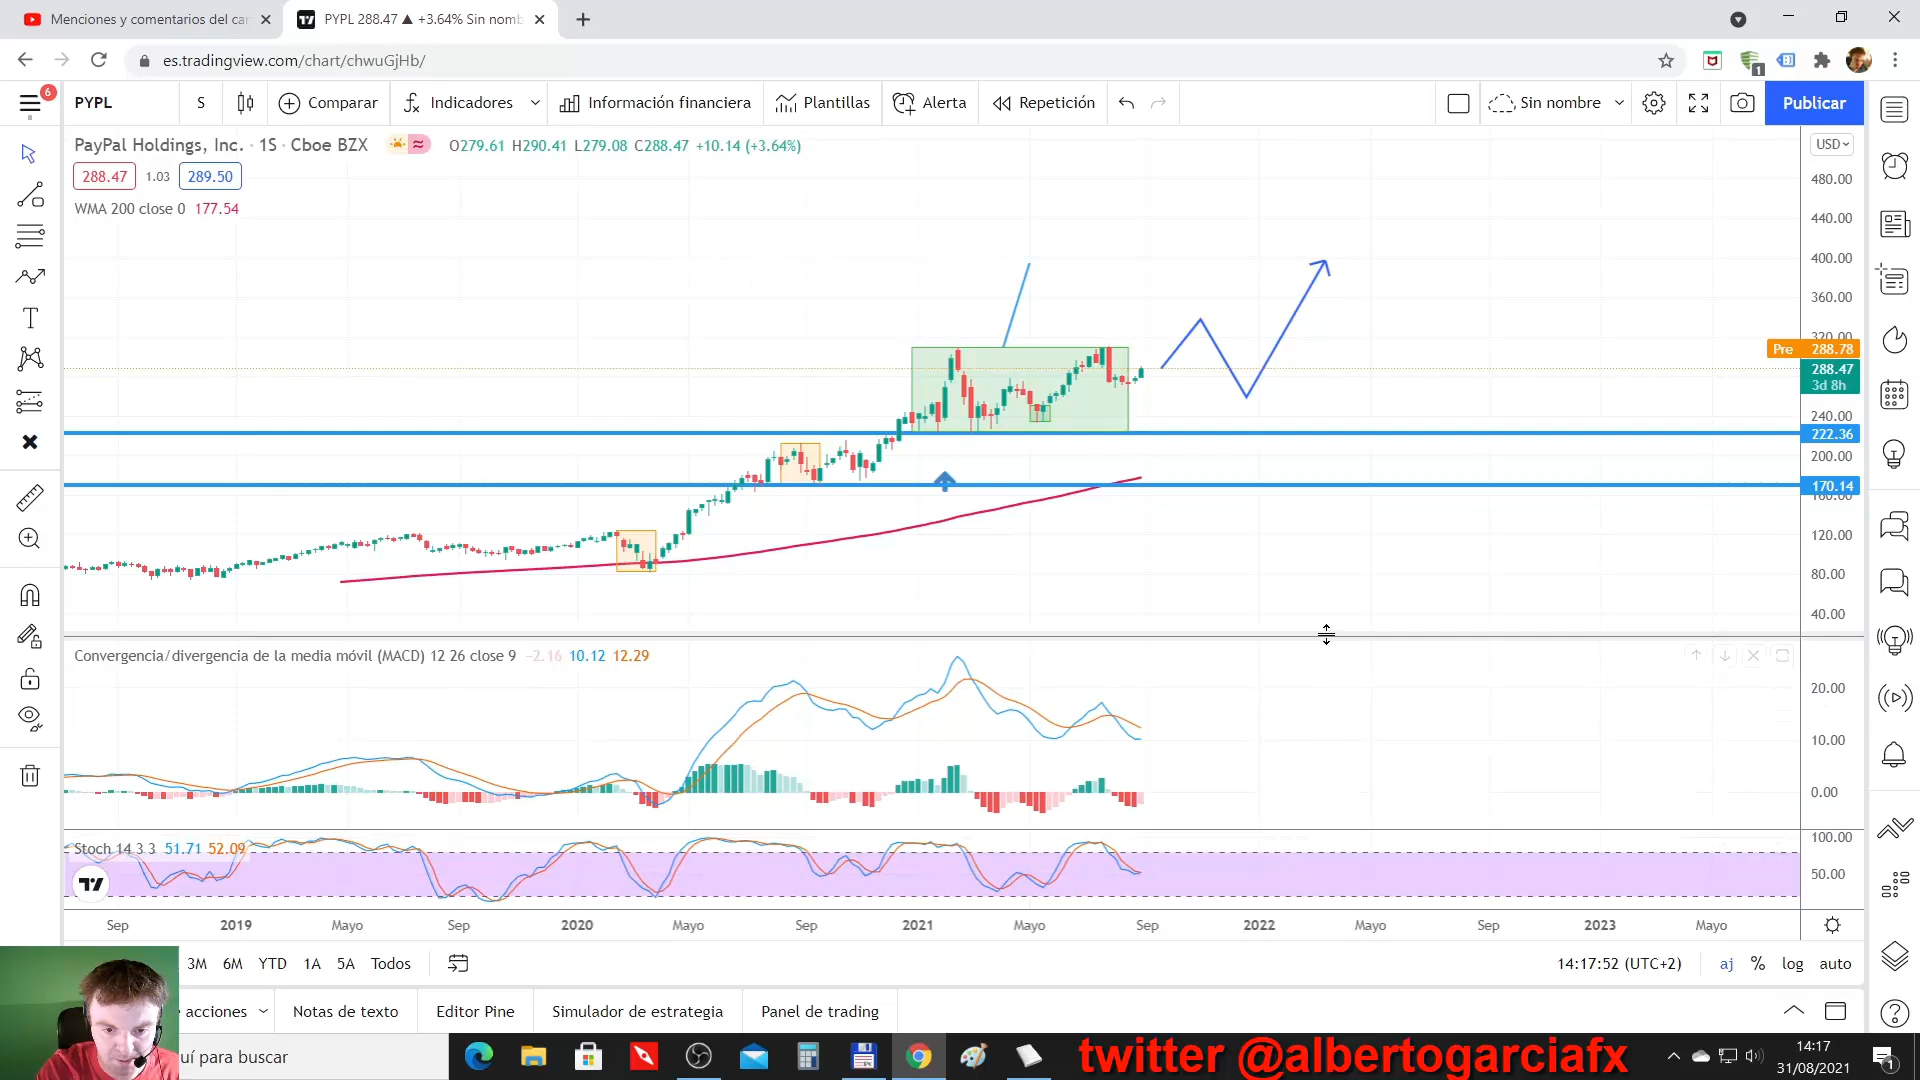 Menciones y comentarios del car
PYPL 288.47 ▲ +3.64% Sin nomb
es.tradingview.com/chart/chwuGjHb/
1
6
PYPL
S
Comparar
Indicadores
Información financiera
Plantillas
Alerta
Repetición
Sin nombre
Publicar
PayPal Holdings, Inc. · 1S · Cboe BZX
O279.61 H290.41 L279.08 C288.47 +10.14 (+3.64%)
USD
288.47
1.03
289.50
WMA 200 close 0 177.54
480.00
440.00
400.00
360.00
320.00
Pre 288.78
288.47
3d 8h
240.00
222.36
200.00
170.14
160.00
120.00
80.00
40.00
Convergencia/divergencia de la media móvil (MACD) 12 26 close 9 −2.16 10.12 12.29
20.00
10.00
0.00
Stoch 14 3 3 51.71 52.09
100.00
50.00
Sep 2019 Mayo Sep 2020 Mayo Sep 2021 Mayo Sep 2022 Mayo Sep 2023 Mayo
3M 6M YTD 1A 5A Todos
14:17:52 (UTC+2)
aj % log auto
acciones
Notas de texto
Editor Pine
Simulador de estrategia
Panel de trading
uí para buscar
twitter @albertogarciafx
14:17
31/08/2021
1